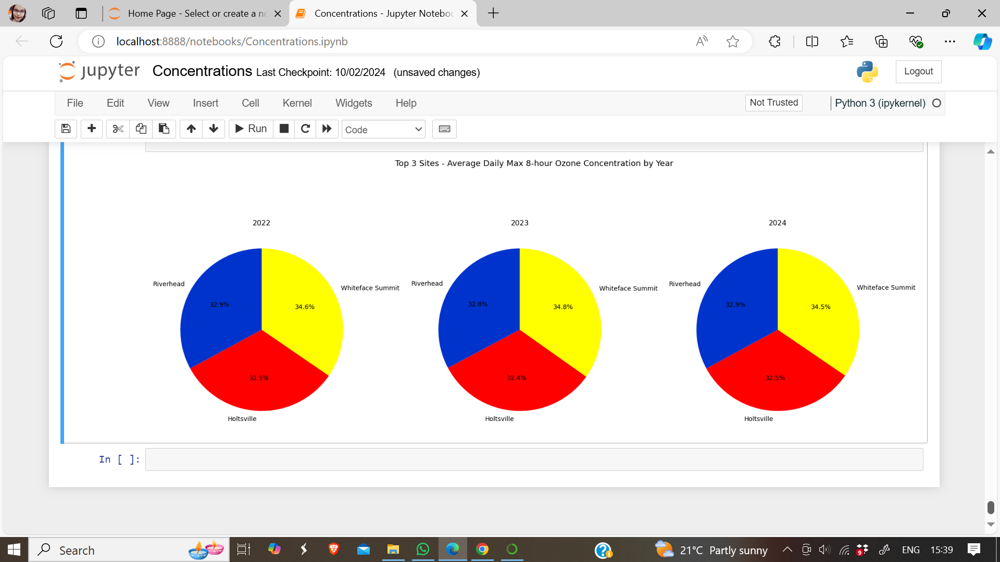 Home Page - Select or create a no
Concentrations - Jupyter Noteboo
localhost:8888/notebooks/Concentrations.ipynb
jupyter Concentrations Last Checkpoint: 10/02/2024 (unsaved changes) Logout
File Edit View Insert Cell Kernel Widgets Help Not Trusted Python 3 (ipykernel)
Run Code
Top 3 Sites - Average Daily Max 8-hour Ozone Concentration by Year
2022 2023 2024
Riverhead Whiteface Summit Riverhead Whiteface Summit Riverhead Whiteface Summit
32.9% 34.6% 32.8% 34.8% 32.9% 34.5%
32.5% 32.4% 32.5%
Holtsville Holtsville Holtsville
In [ ]:
Search 21°C Partly sunny 9 ENG 15:39